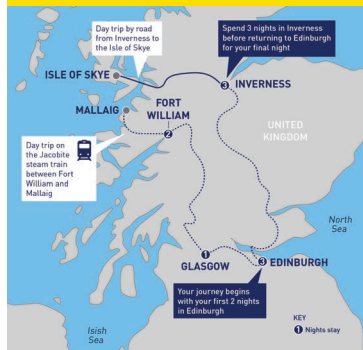 Day trip by road
from Inverness to
the Isle of Skye
Spend 3 nights in Inverness
before returning to Edinburgh
for your final night
ISLE OF SKYE
3 INVERNESS
MALLAIG
FORT
WILLIAM
2
UNITED
KINGDOM
Day trip on
the Jacobite
steam train
between Fort
William and
Mallaig
North
Sea
1
GLASGOW
3 EDINBURGH
Your journey begins
with your first 2 nights
in Edinburgh
Isish
Sea
KEY
1 Nights stay